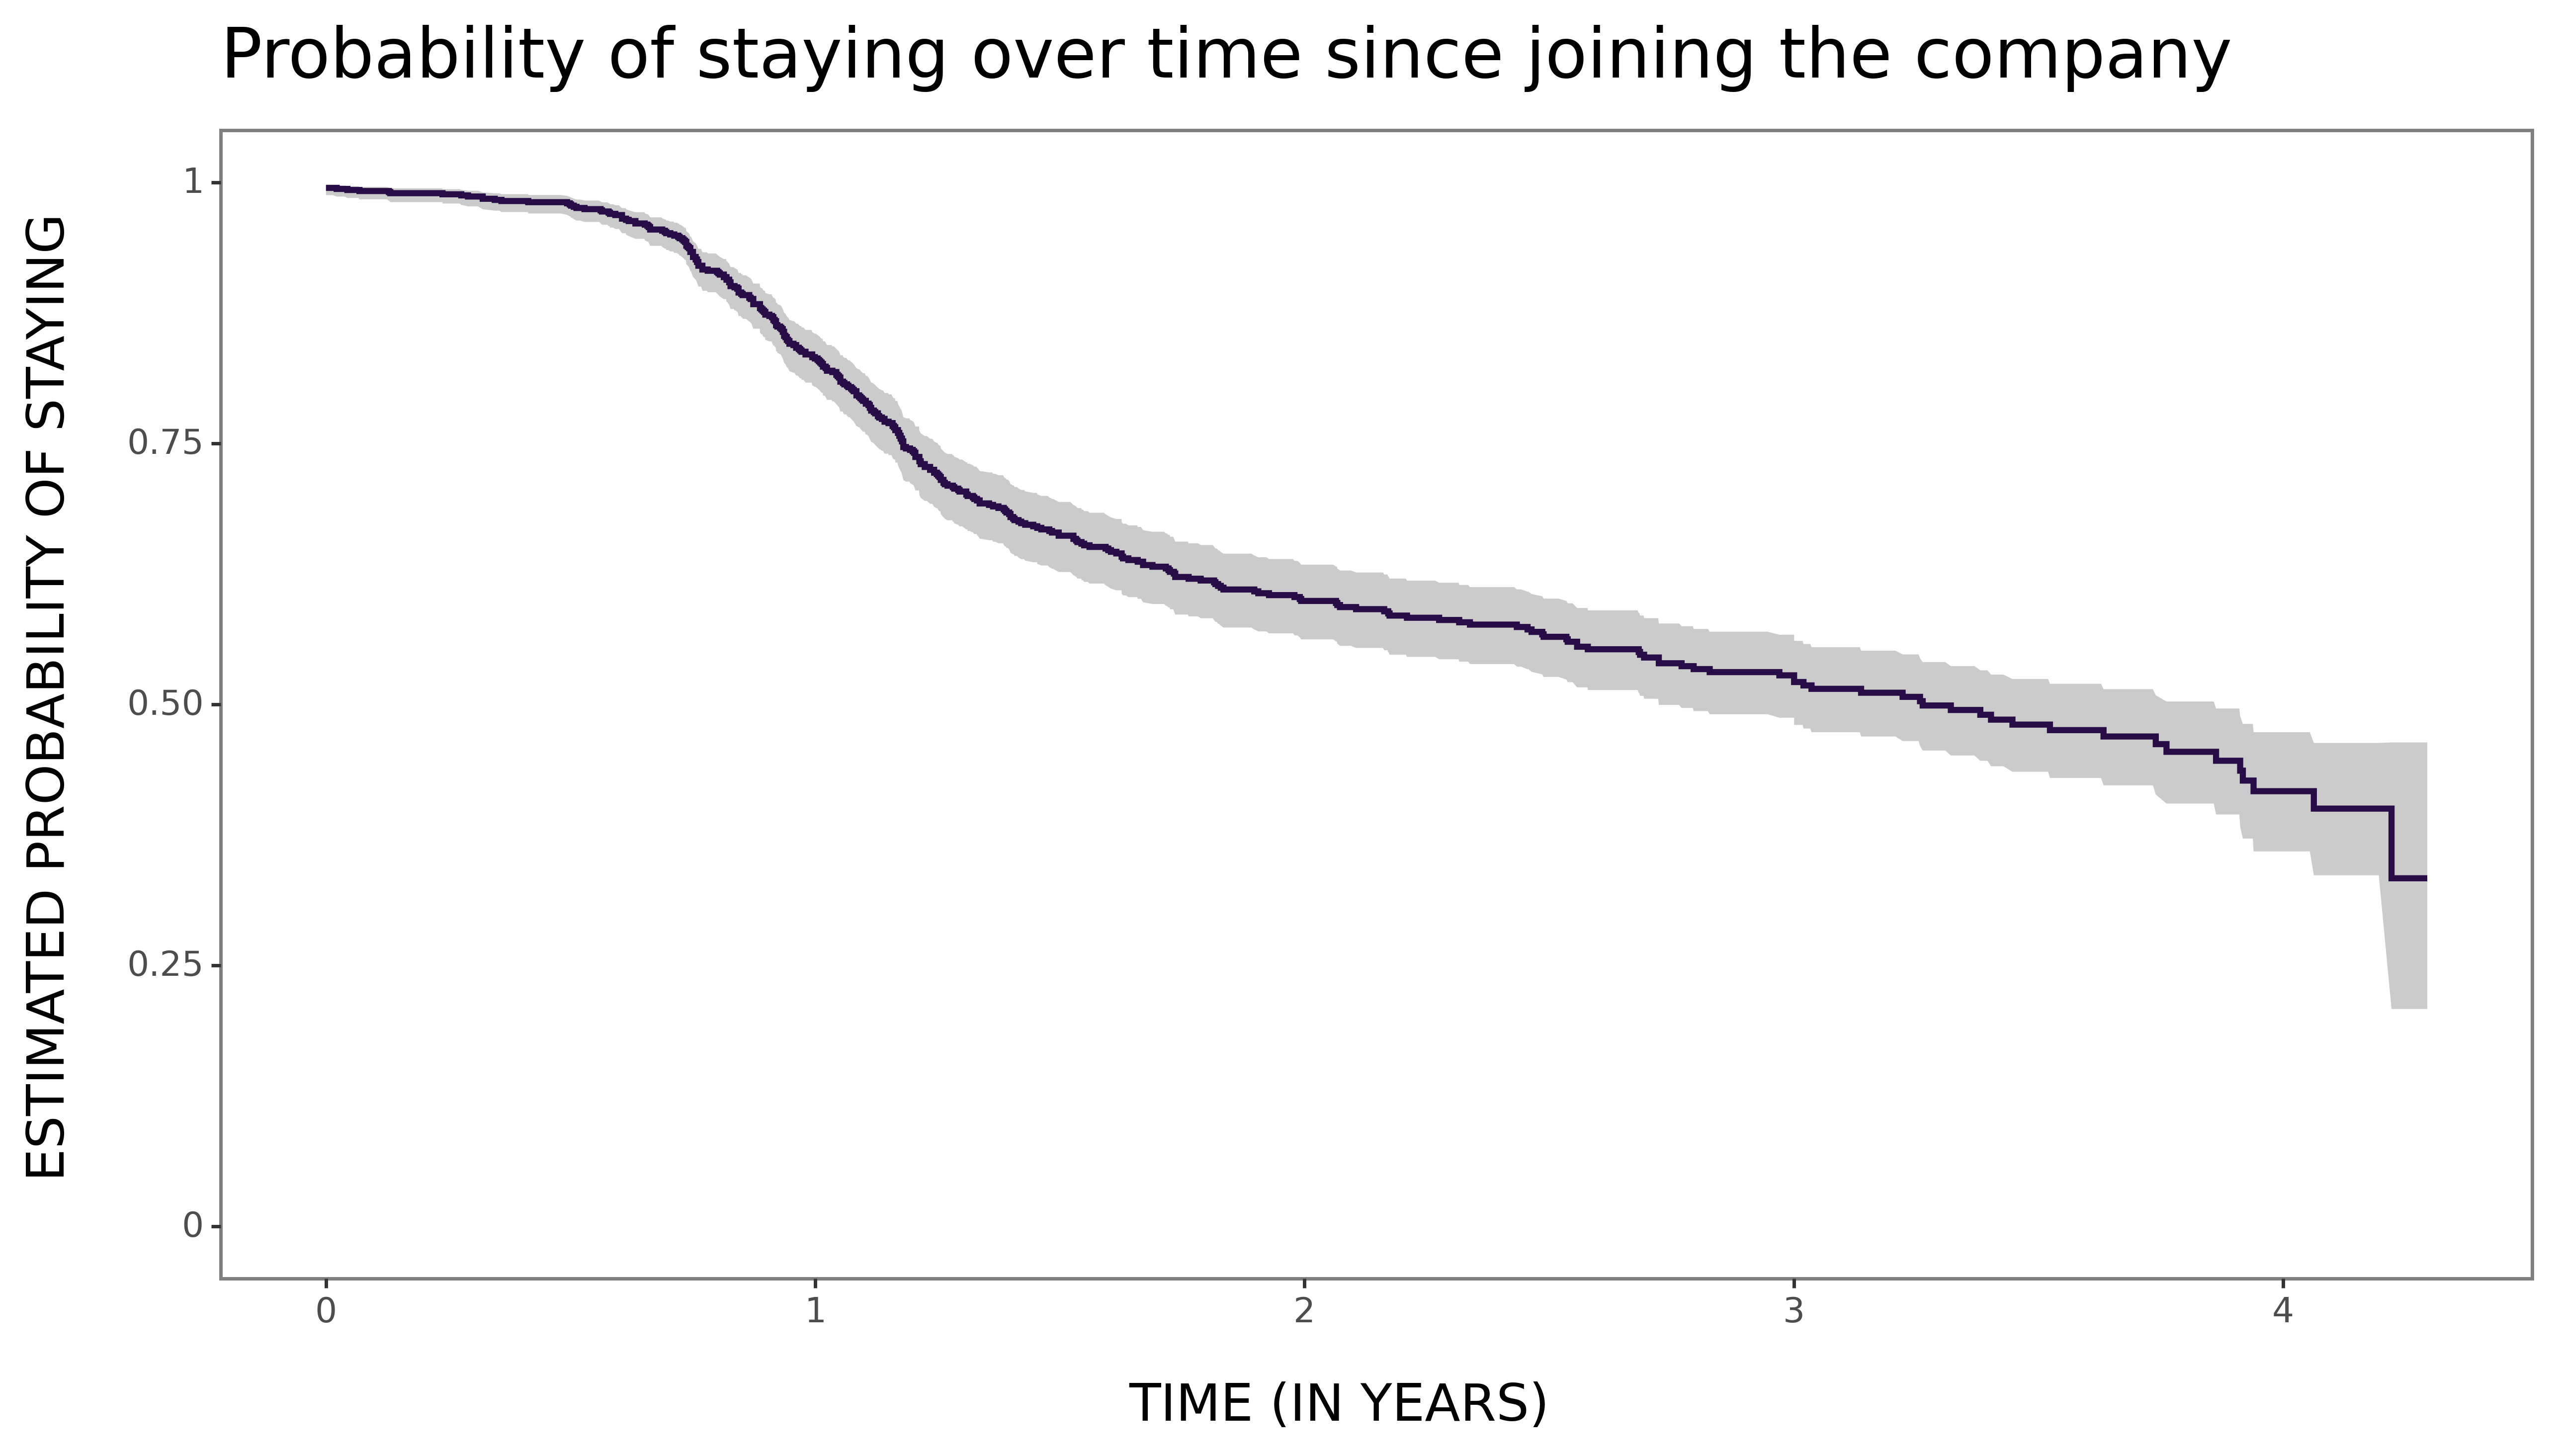 Probability of staying over time since joining the company
ESTIMATED PROBABILITY OF STAYING
1
0.75
0.50
0.25
0
0 1 2 3 4
TIME (IN YEARS)